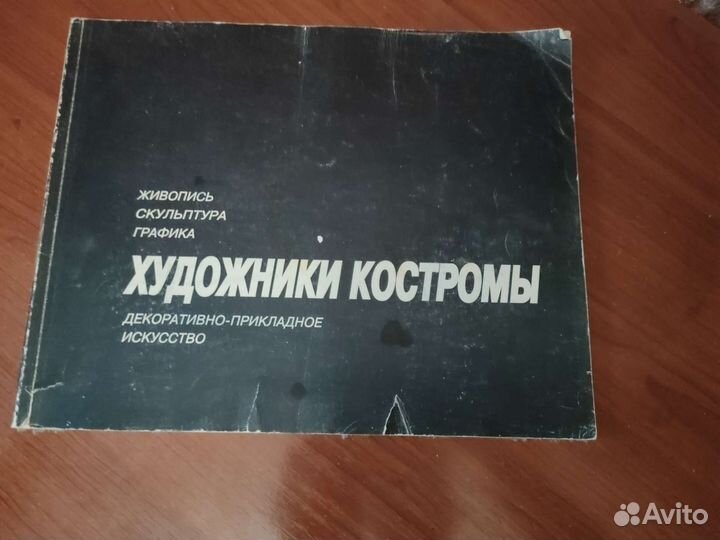 ЖИВОПИСЬ
СКУЛЬПТУРА
ГРАФИКА
ХУДОЖНИКИ КОСТРОМЫ
ДЕКОРАТИВНО-ПРИКЛАДНОЕ
ИСКУССТВО
Avito